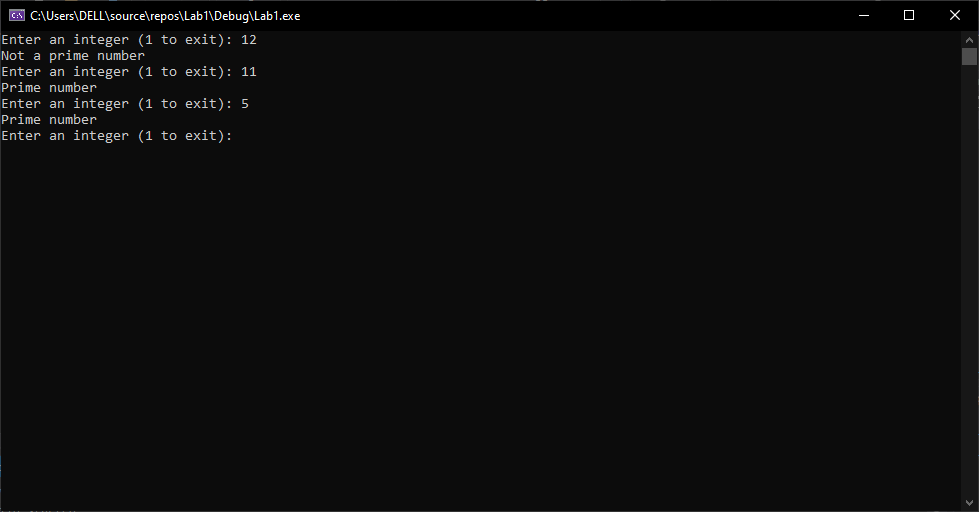 C:\Users\DELL\source\repos\Lab1\Debug\Lab1.exe
Enter an integer (1 to exit): 12
Not a prime number
Enter an integer (1 to exit): 11
Prime number
Enter an integer (1 to exit): 5
Prime number
Enter an integer (1 to exit):